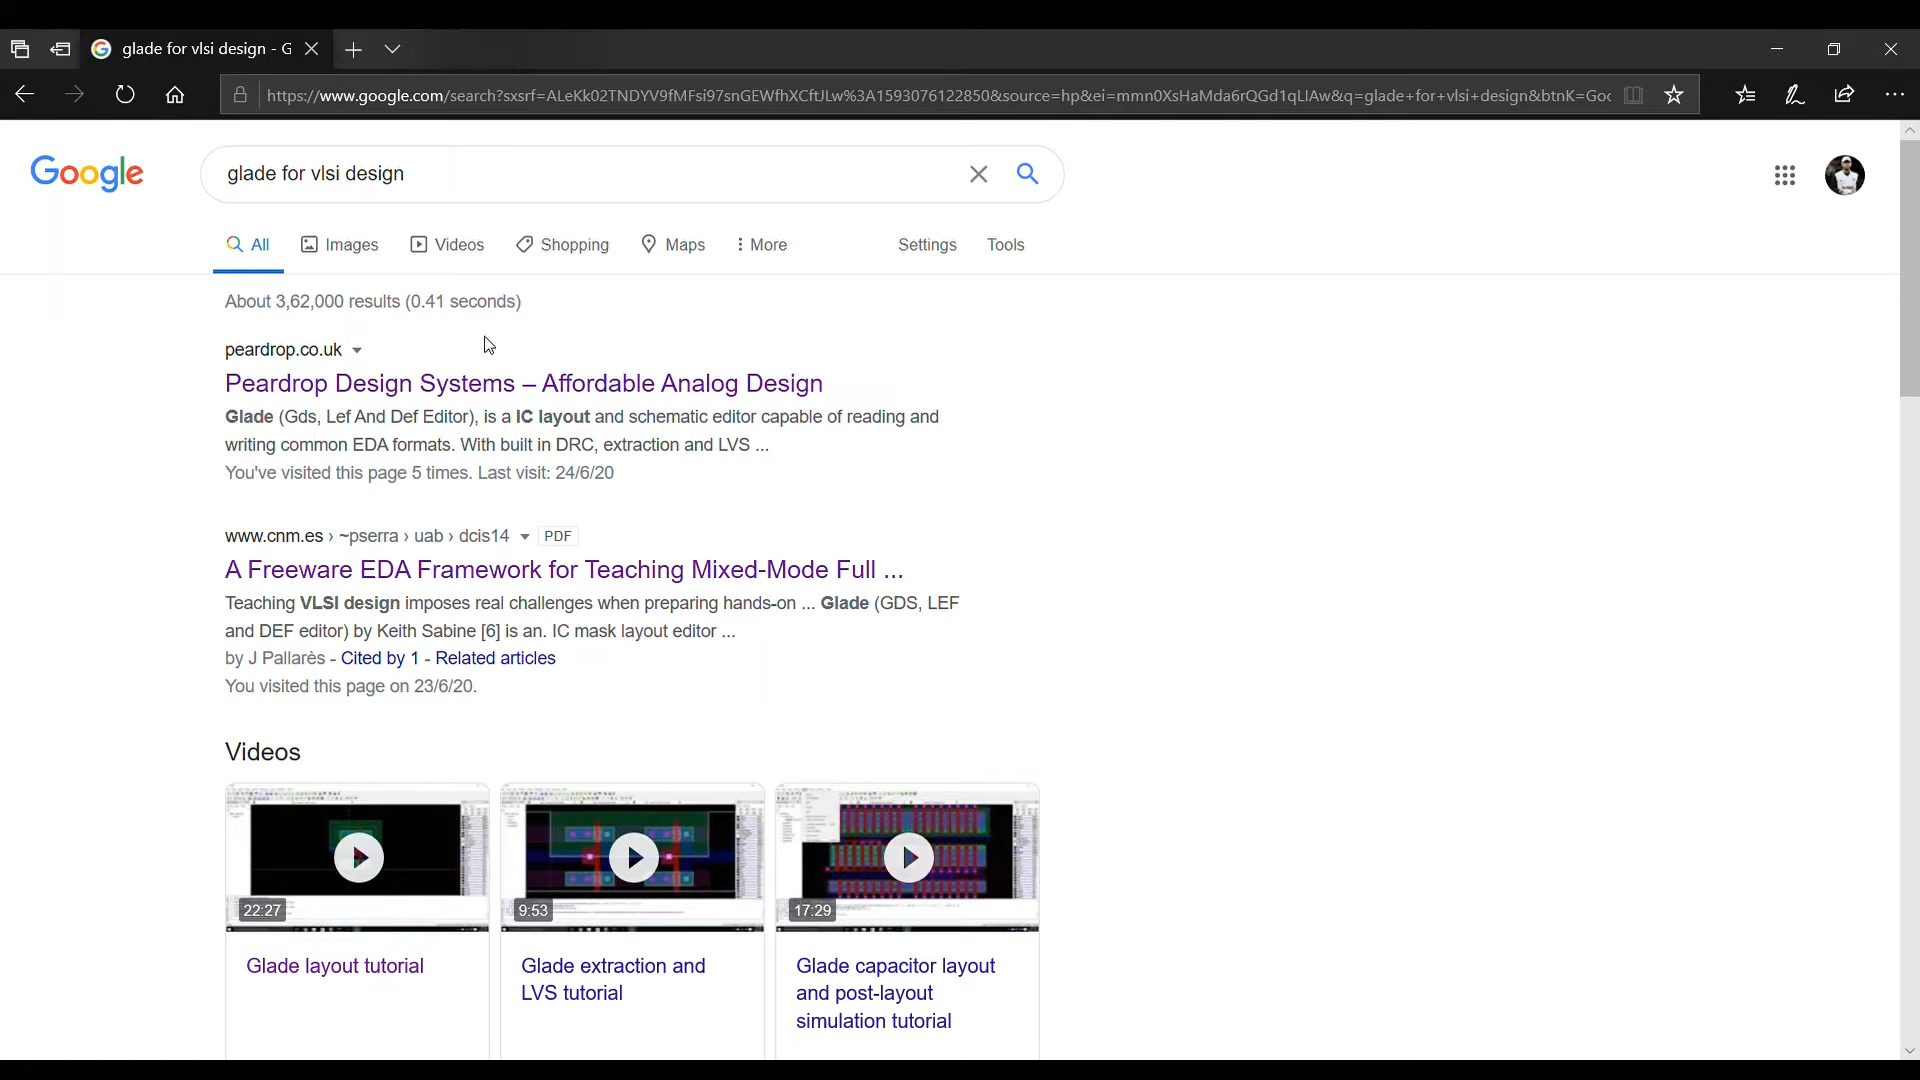 glade for vlsi design - G
https://www.google.com/search?sxsrf=ALeKk02TNDYV9fMFsi97snGEWfhXCftJLw%3A1593076122850&source=hp&ei=mmn0XsHaMda6rQGd1qLIAw&q=glade+for+vlsi+design&btnK=Goo
Google
glade for vlsi design
All Images Videos Shopping Maps More Settings Tools
About 3,62,000 results (0.41 seconds)
peardrop.co.uk
Peardrop Design Systems – Affordable Analog Design
Glade (Gds, Lef And Def Editor), is a IC layout and schematic editor capable of reading and
writing common EDA formats. With built in DRC, extraction and LVS ...
You've visited this page 5 times. Last visit: 24/6/20
www.cnm.es › ~pserra › uab › dcis14 PDF
A Freeware EDA Framework for Teaching Mixed-Mode Full ...
Teaching VLSI design imposes real challenges when preparing hands-on ... Glade (GDS, LEF
and DEF editor) by Keith Sabine [6] is an. IC mask layout editor ...
by J Pallarès - Cited by 1 - Related articles
You visited this page on 23/6/20.
Videos
22:27 9:53 17:29
Glade layout tutorial
Glade extraction and
LVS tutorial
Glade capacitor layout
and post-layout
simulation tutorial